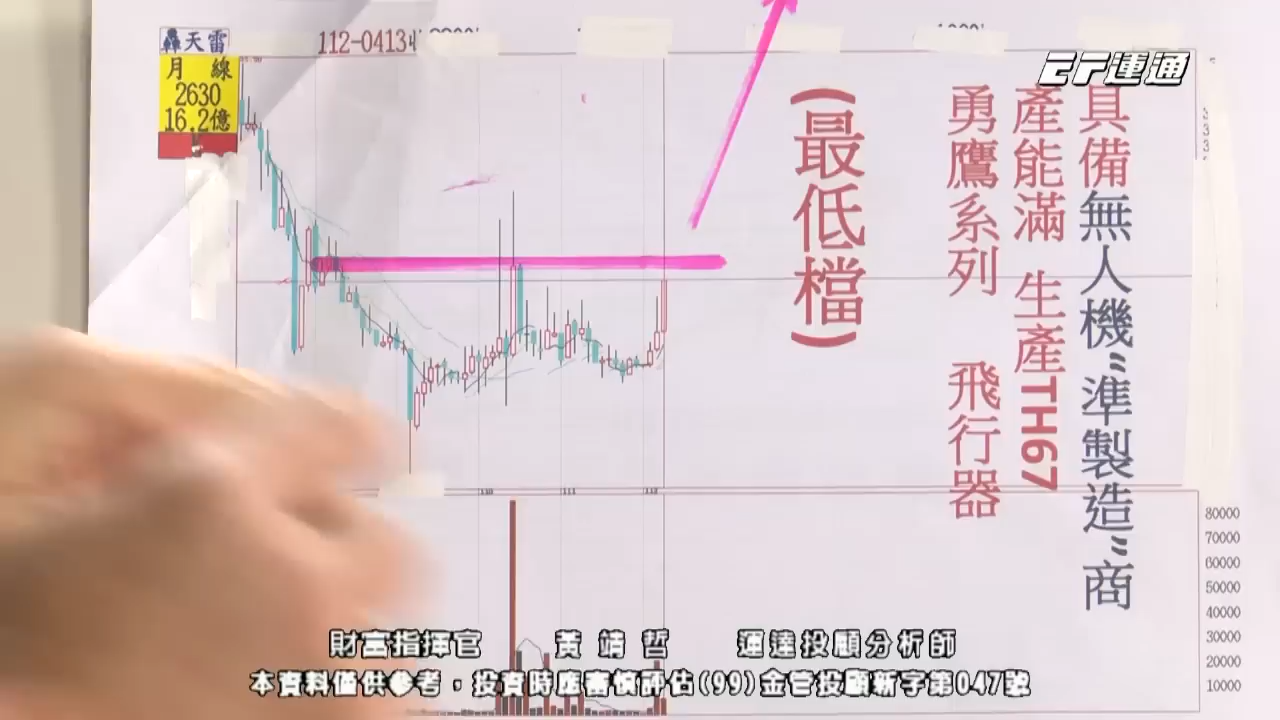 轟天雷
月 線
2630
16.2億
112-0413
運通
具備無人機“準製造”商
產能滿 生產TH67
勇鷹系列 飛行器
(最低檔)
110
111
112
80000
70000
60000
50000
40000
30000
20000
10000
財富指揮官 黃靖哲 運達投顧分析師
本資料僅供參考，投資時應審慎評估(99)金管投顧新字第047號